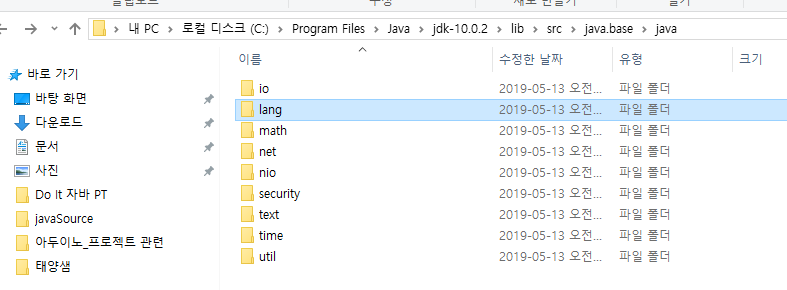 내 PC > 로컬 디스크 (C:) > Program Files > Java > jdk-10.0.2 > lib > src > java.base > java
이름 수정한 날짜 유형 크기
바로 가기
바탕 화면
다운로드
문서
사진
Do It 자바 PT
javaSource
아두이노_프로젝트 관련
태양샘
io 2019-05-13 오전... 파일 폴더
lang 2019-05-13 오전... 파일 폴더
math 2019-05-13 오전... 파일 폴더
net 2019-05-13 오전... 파일 폴더
nio 2019-05-13 오전... 파일 폴더
security 2019-05-13 오전... 파일 폴더
text 2019-05-13 오전... 파일 폴더
time 2019-05-13 오전... 파일 폴더
util 2019-05-13 오전... 파일 폴더